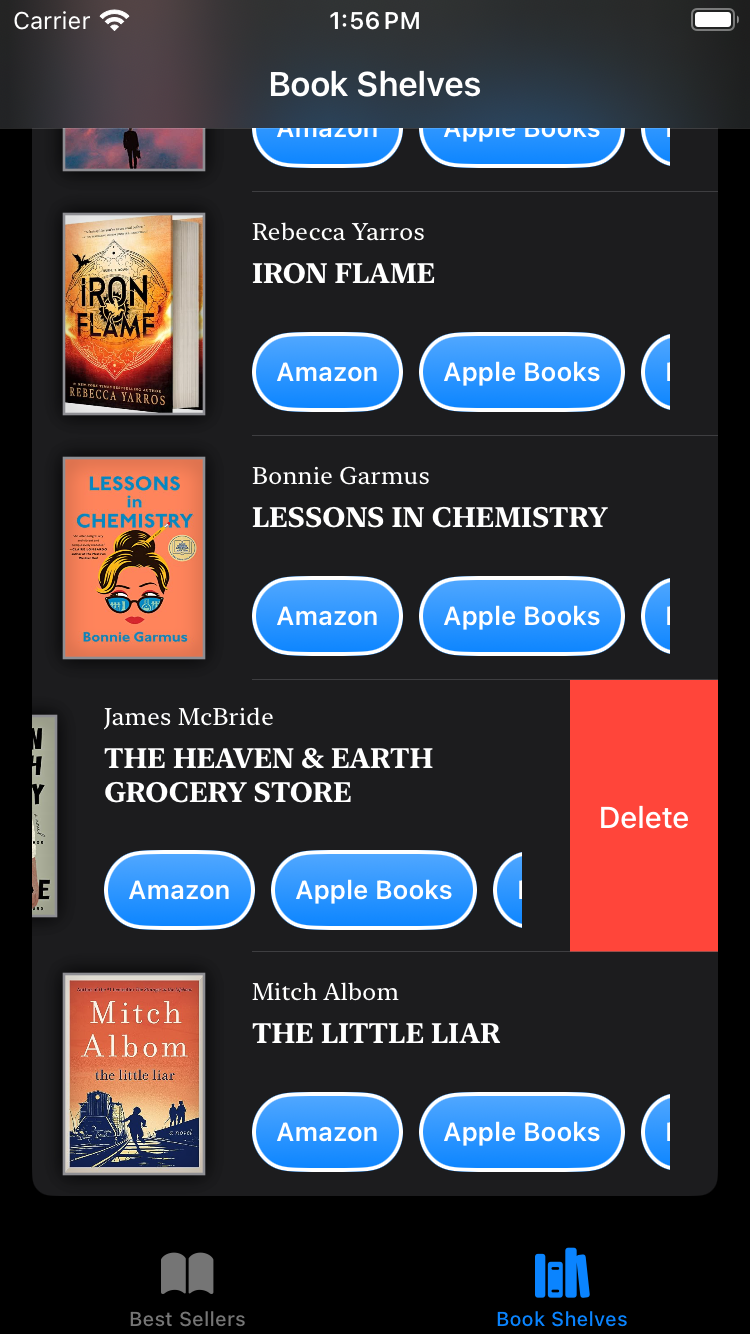 Carrier 1:56 PM
Book Shelves
Amazon Apple Books
Rebecca Yarros
IRON FLAME
IRON
FLAME
REBECCA YARROS
Amazon Apple Books
Bonnie Garmus
LESSONS IN CHEMISTRY
LESSONS
in
CHEMISTRY
Bonnie Garmus
Amazon Apple Books
James McBride
THE HEAVEN & EARTH
GROCERY STORE
Delete
Amazon Apple Books
Mitch Albom
THE LITTLE LIAR
Mitch
Albom
the little liar
a novel
Amazon Apple Books
Best Sellers Book Shelves